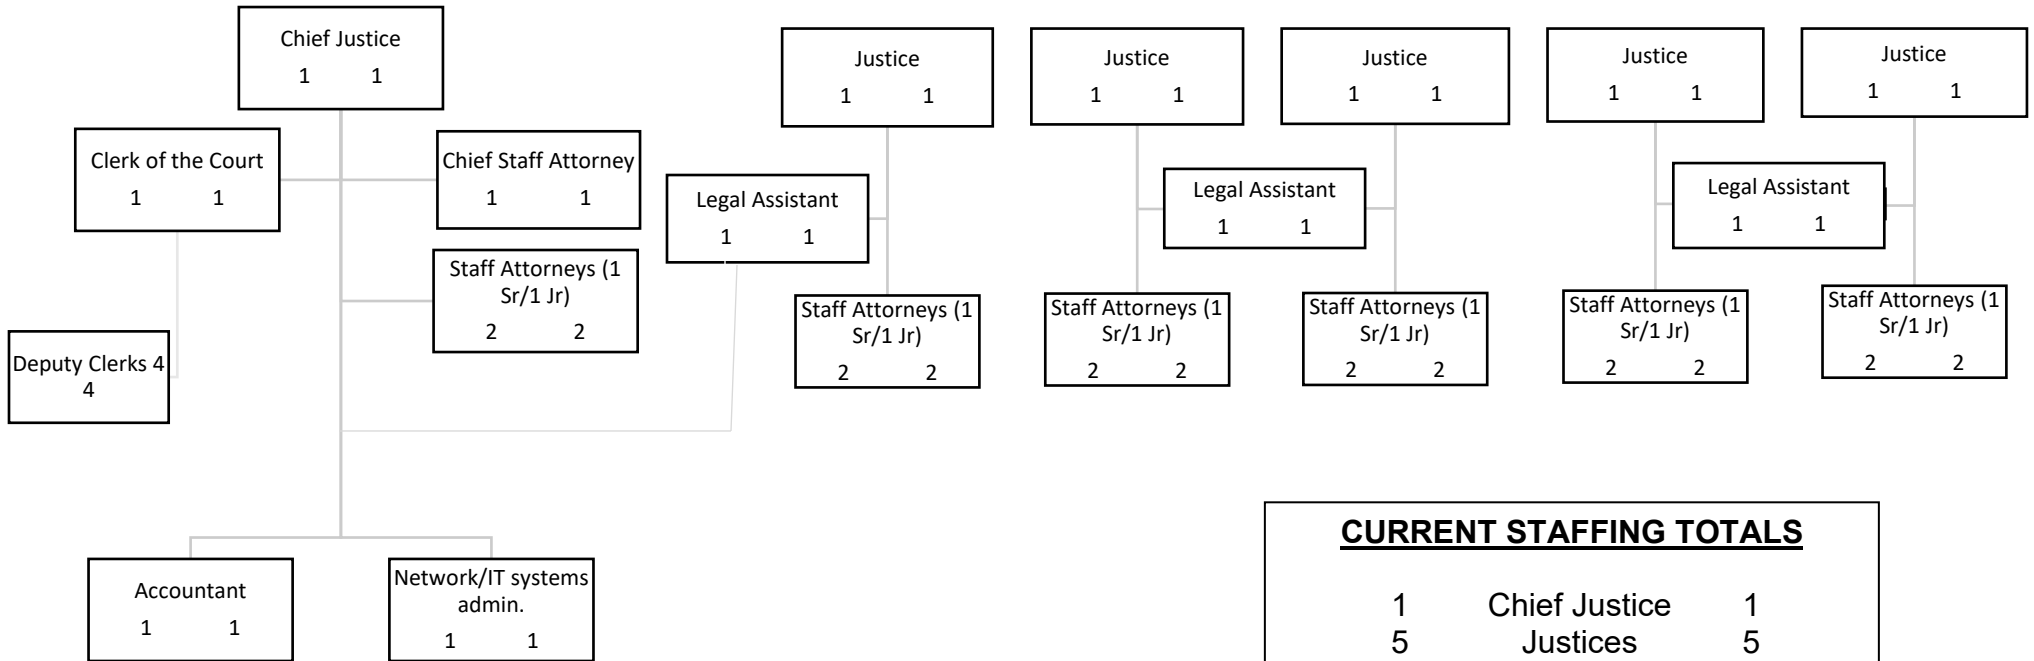 Chief Justice
1 1
Clerk of the Court
1 1
Chief Staff Attorney
1 1
Staff Attorneys (1
Sr/1 Jr)
2 2
Deputy Clerks 4
4
Accountant
1 1
Network/IT systems
admin.
1 1
Justice
1 1
Legal Assistant
1 1
Staff Attorneys (1
Sr/1 Jr)
2 2
Justice
1 1
Justice
1 1
Legal Assistant
1 1
Staff Attorneys (1
Sr/1 Jr)
2 2
Staff Attorneys (1
Sr/1 Jr)
2 2
Justice
1 1
Justice
1 1
Legal Assistant
1 1
Staff Attorneys (1
Sr/1 Jr)
2 2
Staff Attorneys (1
Sr/1 Jr)
2 2
CURRENT STAFFING TOTALS
1 Chief Justice 1
5 Justices 5